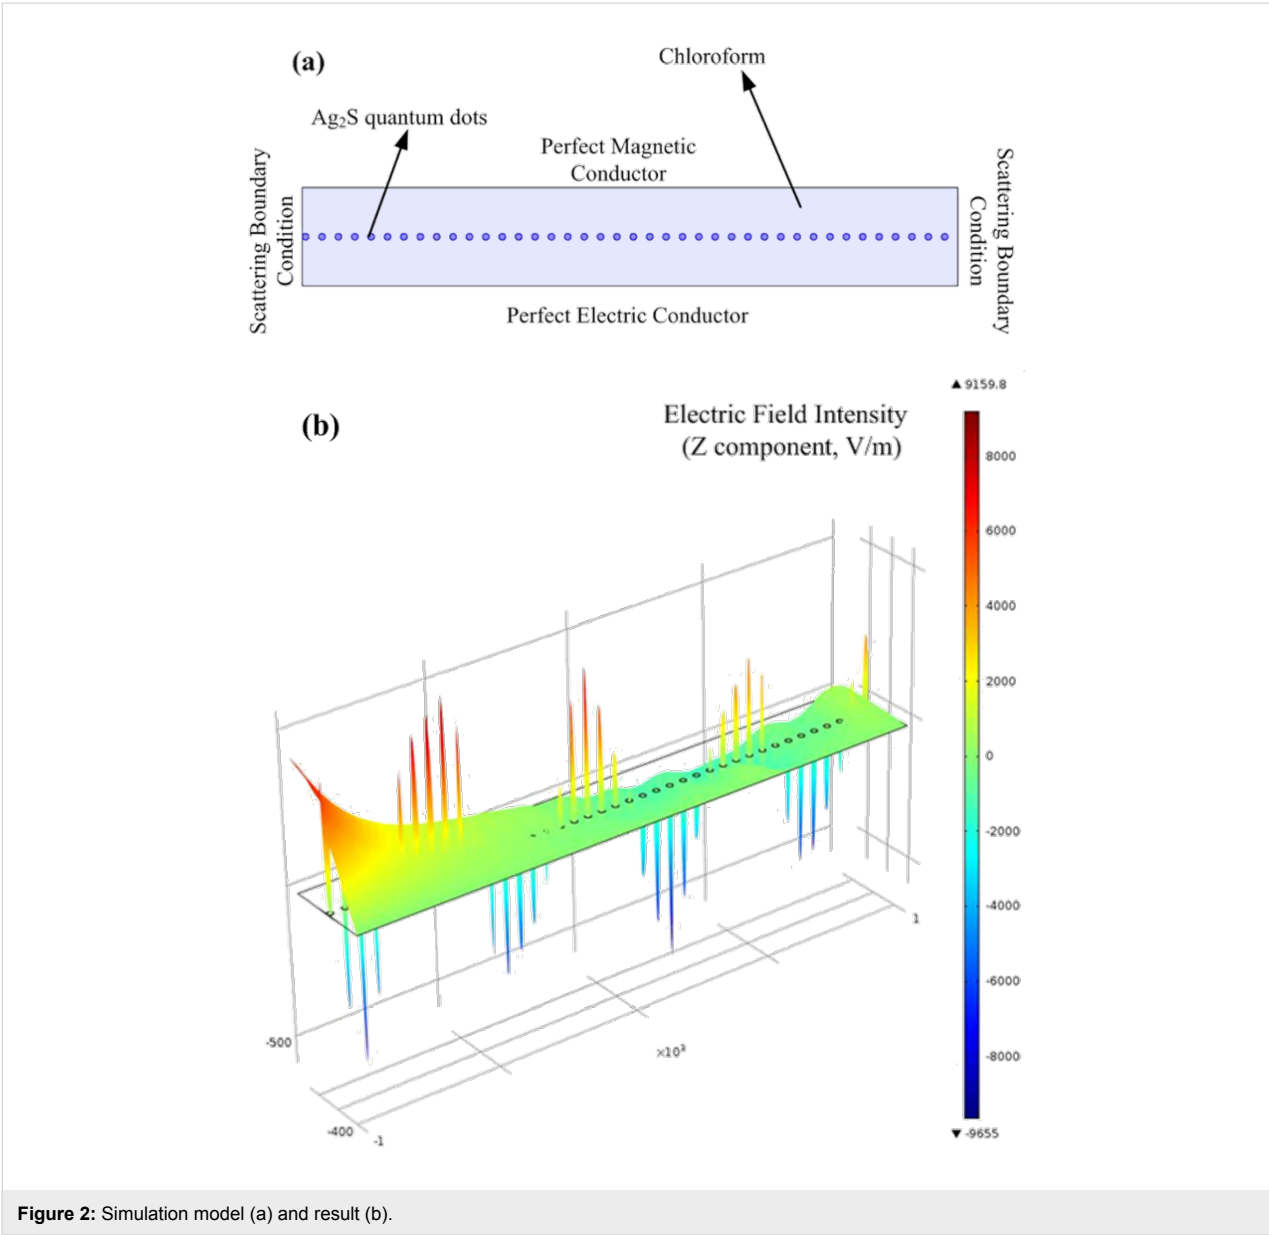 (a)
Chloroform
Ag₂S quantum dots
Perfect Magnetic
Conductor
Scattering Boundary
Condition
Scattering Boundary
Condition
Perfect Electric Conductor
(b)
Electric Field Intensity
(Z component, V/m)
▲ 9159.8
8000
6000
4000
2000
0
-2000
-4000
-6000
-8000
▼ -9655
-500
×10³
1
-400
-1
Figure 2: Simulation model (a) and result (b).